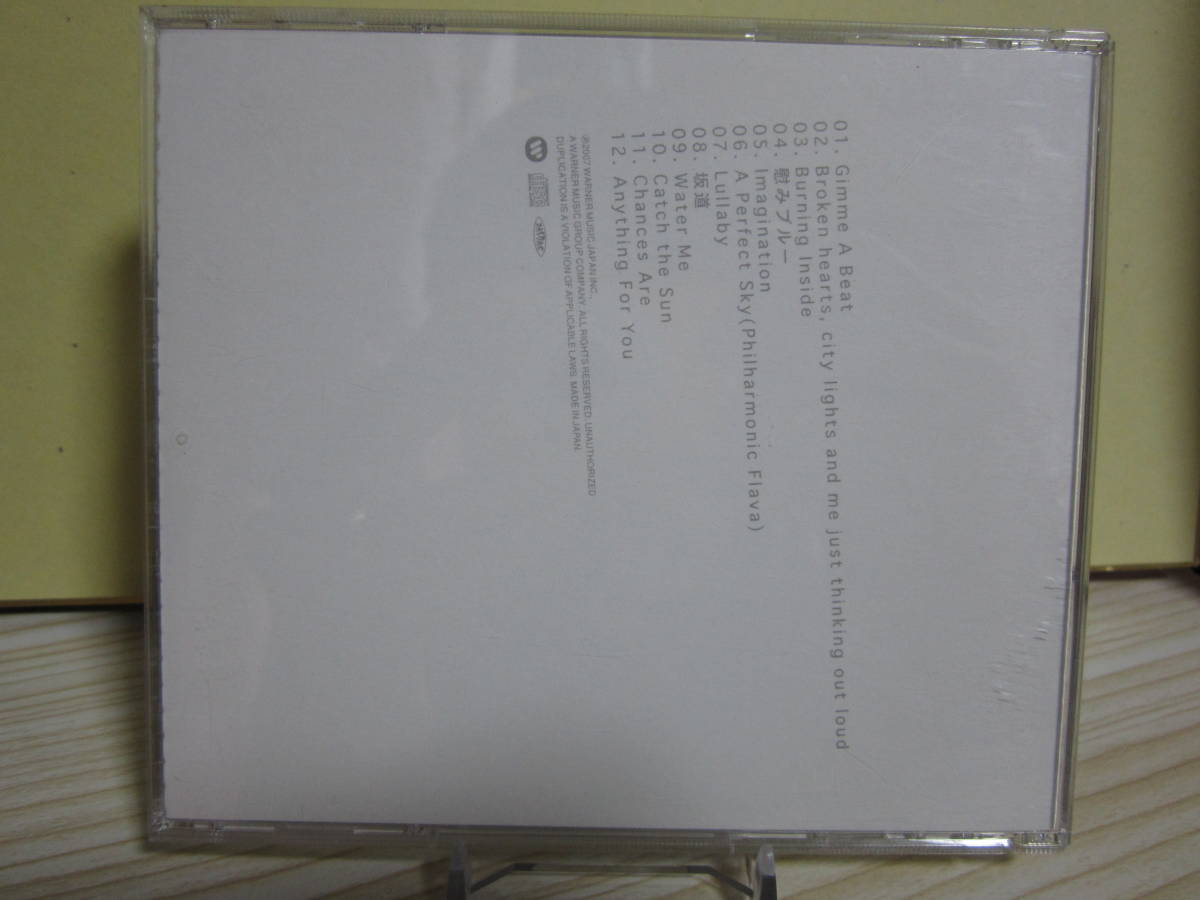 01. Gimme A Beat
02. Broken hearts, city lights and me just thinking out loud
03. Burning Inside
04. 慰みブルー
05. Imagination
06. A Perfect Sky(Philharmonic Flava)
07. Lullaby
08. 坂道
09. Water Me
10. Catch the Sun
11. Chances Are
12. Anything For You
℗2007 WARNER MUSIC JAPAN INC.,
A WARNER MUSIC GROUP COMPANY. ALL RIGHTS RESERVED. UNAUTHORIZED
DUPLICATION IS A VIOLATION OF APPLICABLE LAWS. MADE IN JAPAN.
JASRAC